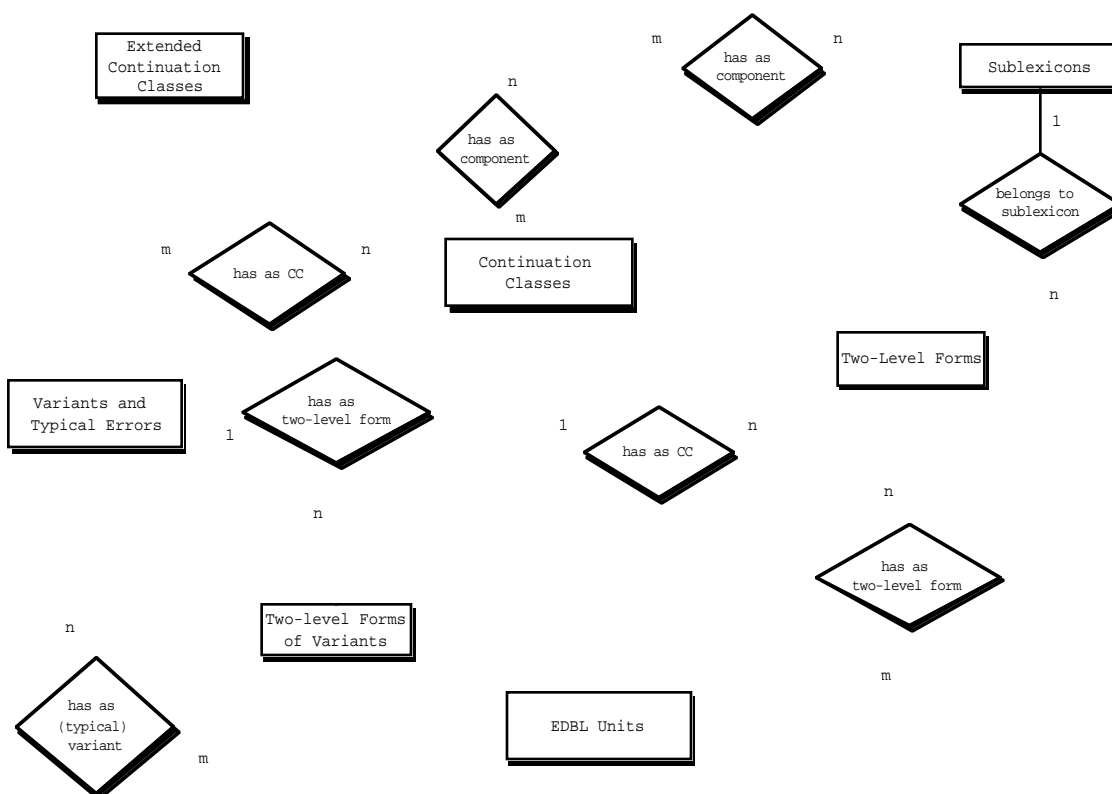 Extended
Continuation
Classes
m
has as
component
n
Sublexicons
1
n
has as
component
m
belongs to
sublexicon
n
m
has as CC
n
Continuation
Classes
Two-Level Forms
Variants and
Typical Errors
1
has as
two-level form
n
1
has as CC
n
n
has as
two-level form
m
Two-level Forms
of Variants
n
has as
(typical)
variant
m
EDBL Units